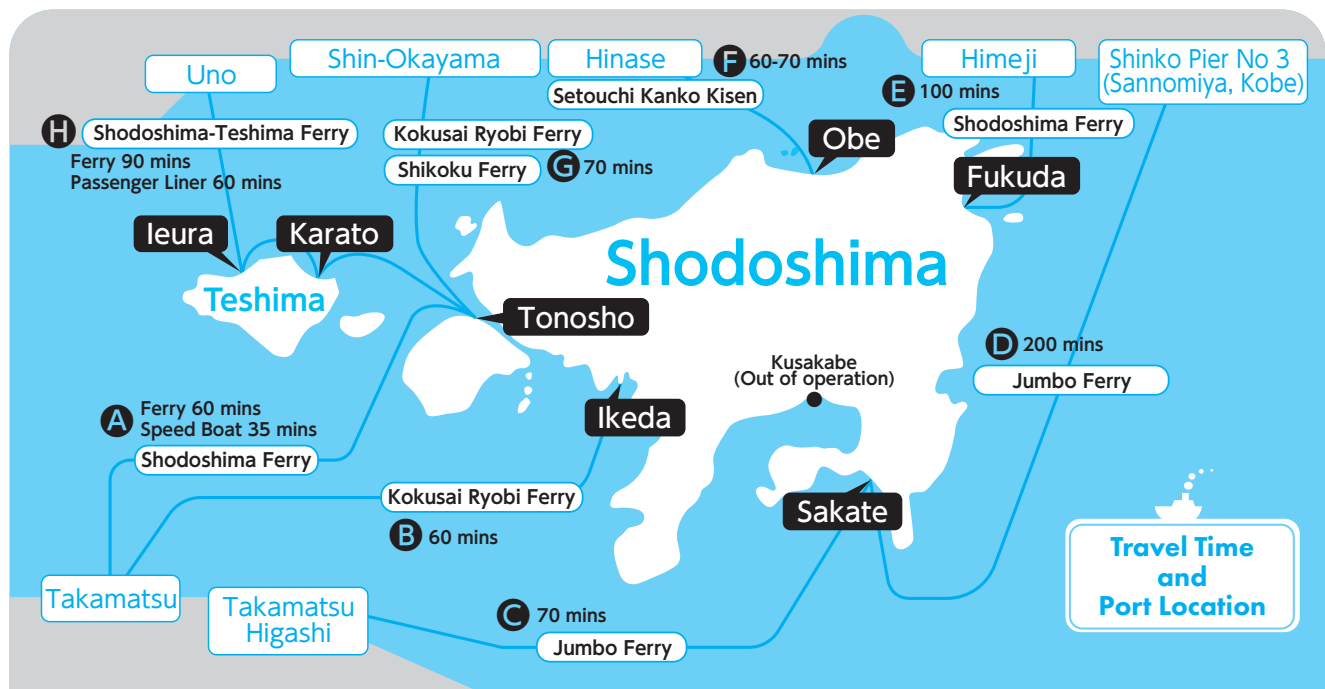 Uno
Shin-Okayama
Hinase
F 60-70 mins
Himeji
Shinko Pier No 3
(Sannomiya, Kobe)
Setouchi Kanko Kisen
E 100 mins
H Shodoshima-Teshima Ferry
Ferry 90 mins
Passenger Liner 60 mins
Kokusai Ryobi Ferry
Shikoku Ferry
G 70 mins
Obe
Shodoshima Ferry
Fukuda
Ieura
Karato
Teshima
Shodoshima
Tonosho
D 200 mins
Jumbo Ferry
Kusakabe
(Out of operation)
Ikeda
A Ferry 60 mins
Speed Boat 35 mins
Shodoshima Ferry
Kokusai Ryobi Ferry
B 60 mins
Sakate
Takamatsu
Takamatsu
Higashi
C 70 mins
Jumbo Ferry
Travel Time
and
Port Location